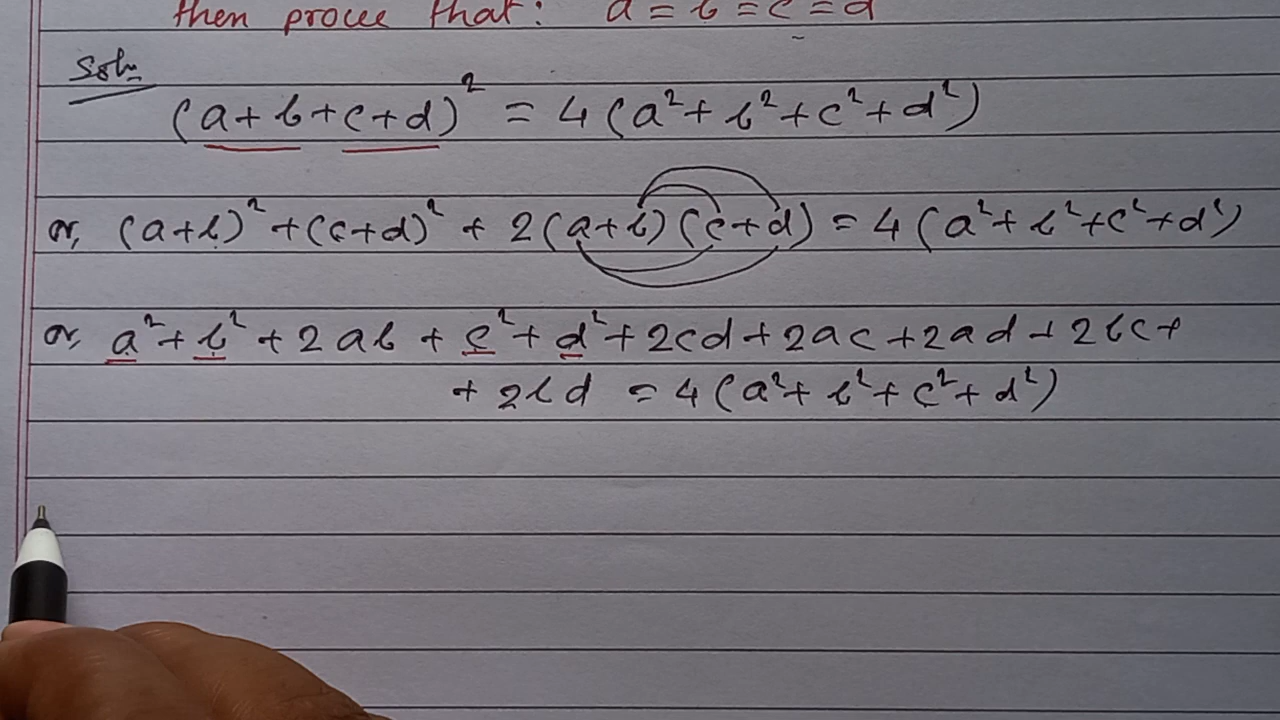 then prove that: a = b = c = d
Soln
(a+b+c+d)² = 4(a²+b²+c²+d²)
or, (a+b)²+(c+d)² + 2(a+b)(c+d) = 4(a²+b²+c²+d²)
or, a²+b²+2ab+c²+d²+2cd+2ac+2ad+2bc+
+2bd = 4(a²+b²+c²+d²)